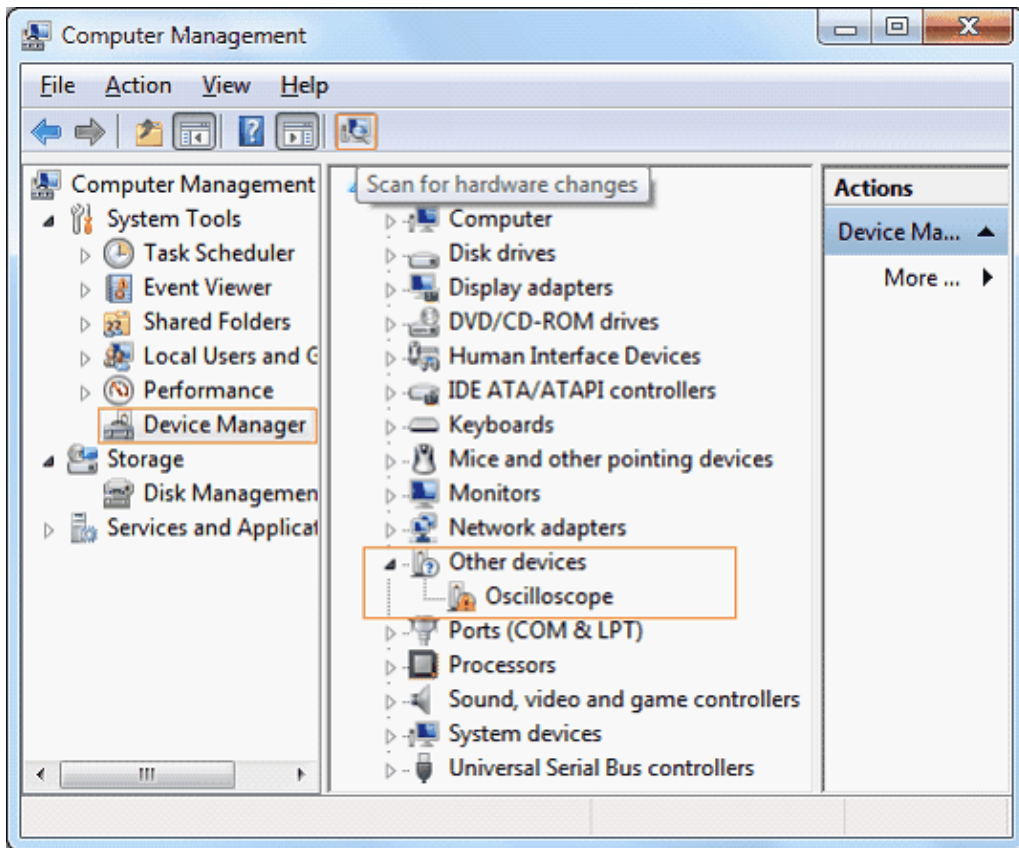 Computer Management
File Action View Help
Computer Management
System Tools
Task Scheduler
Event Viewer
Shared Folders
Local Users and G
Performance
Device Manager
Storage
Disk Managemen
Services and Applicat
Scan for hardware changes
Computer
Disk drives
Display adapters
DVD/CD-ROM drives
Human Interface Devices
IDE ATA/ATAPI controllers
Keyboards
Mice and other pointing devices
Monitors
Network adapters
Other devices
Oscilloscope
Ports (COM & LPT)
Processors
Sound, video and game controllers
System devices
Universal Serial Bus controllers
Actions
Device Ma...
More ...